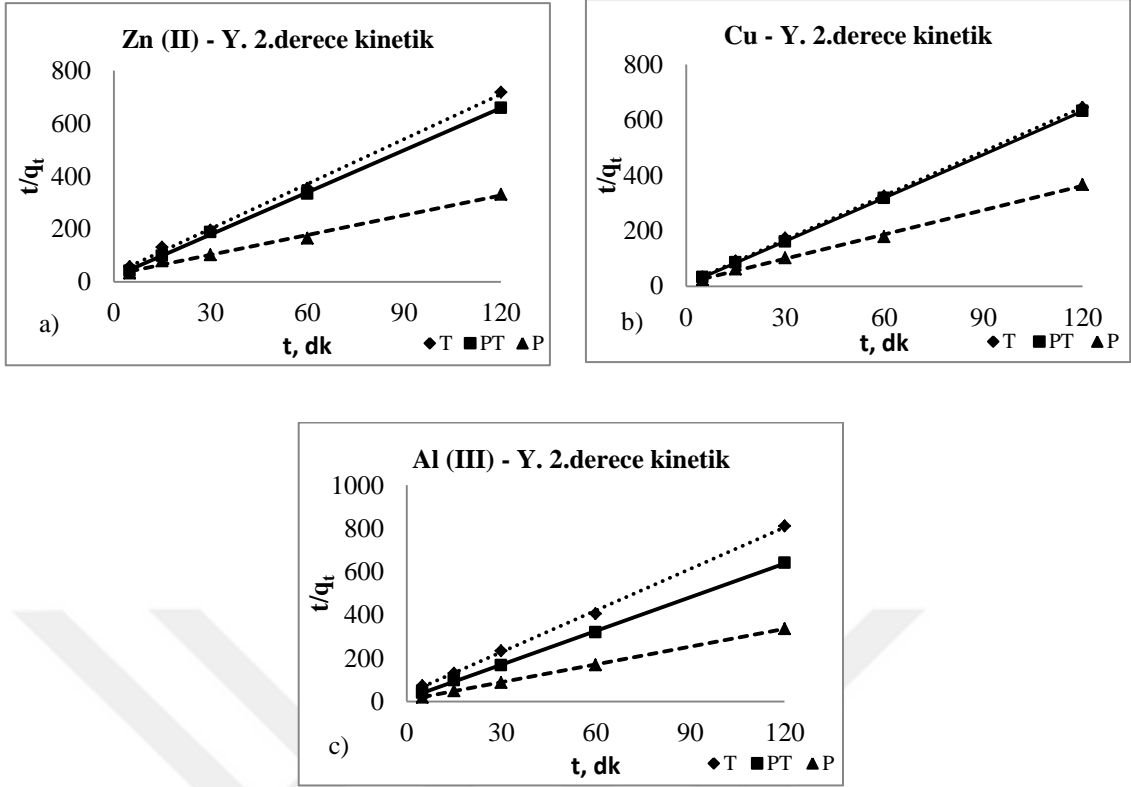 Zn (II) - Y. 2.derece kinetik
800
600
400
200
0
t/qt
0 30 60 90 120
a)
t, dk
T PT P
Cu - Y. 2.derece kinetik
800
600
400
200
0
t/qt
0 30 60 90 120
b)
t, dk
T PT P
Al (III) - Y. 2.derece kinetik
1000
800
600
400
200
0
t/qt
0 30 60 90 120
c)
t, dk
T PT P